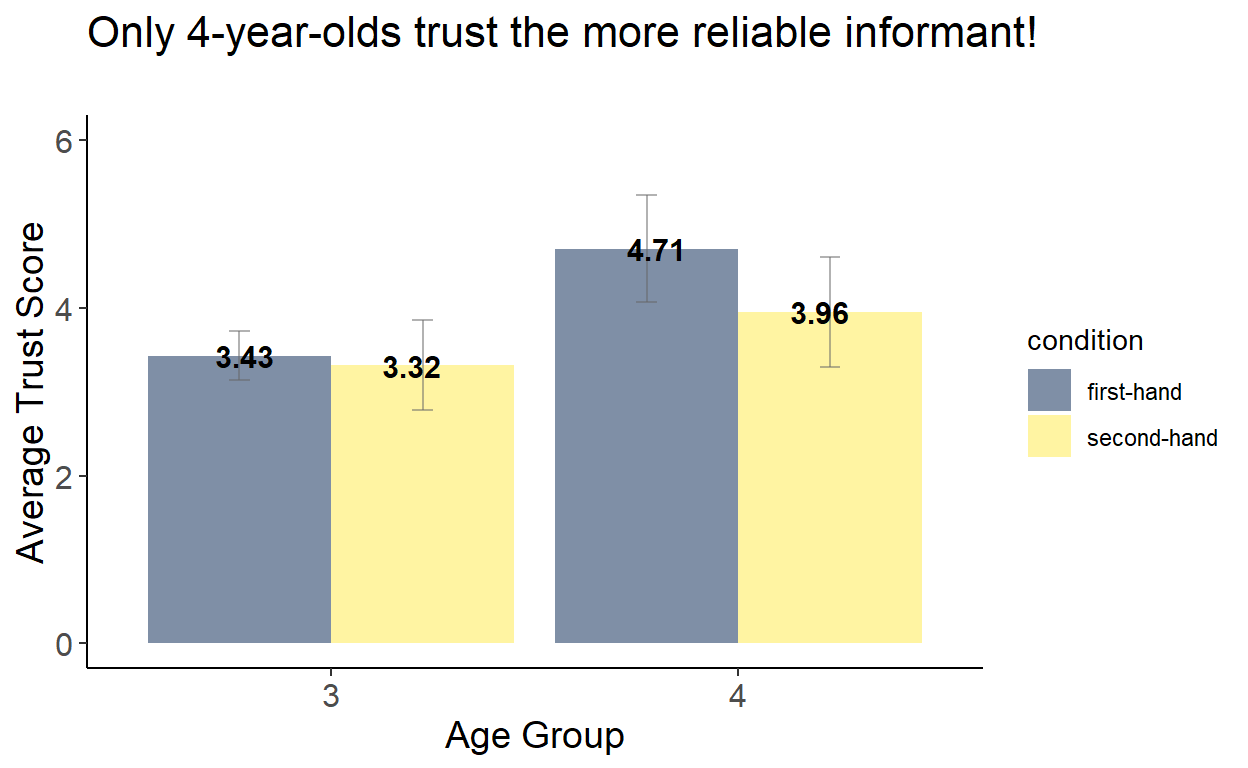 Only 4-year-olds trust the more reliable informant!
6
4
2
0
Average Trust Score
3.43
3.32
4.71
3.96
3
4
Age Group
condition
first-hand
second-hand